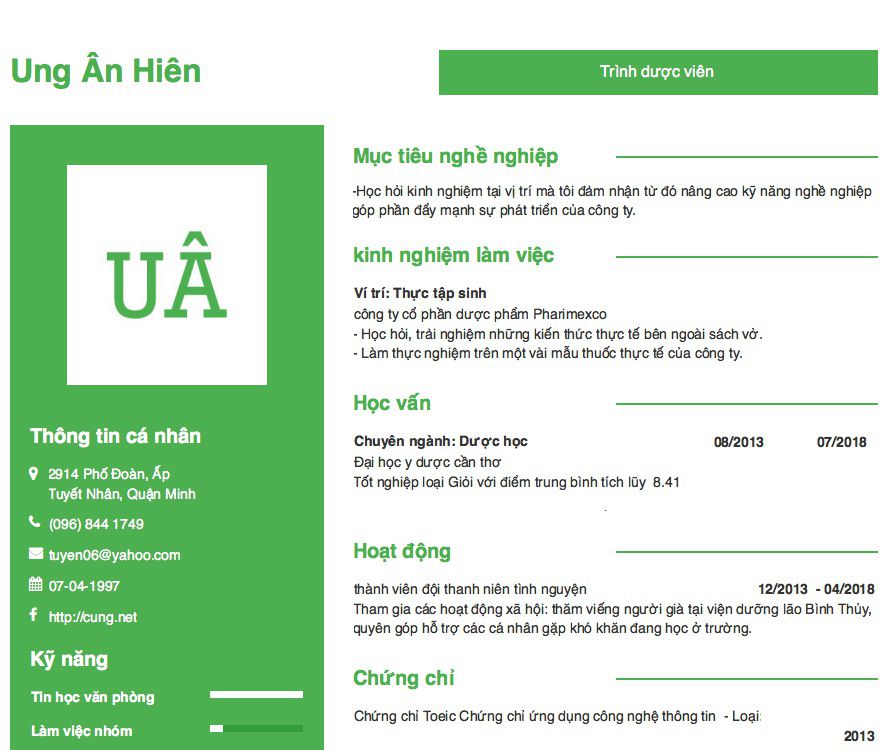 Ung Ân Hiên
Trình dược viên
UÂ
Thông tin cá nhân
2914 Phố Đoàn, Ấp
Tuyết Nhân, Quận Minh
(096) 844 1749
tuyen06@yahoo.com
07-04-1997
http://cung.net
Kỹ năng
Tin học văn phòng
Làm việc nhóm
Mục tiêu nghề nghiệp
-Học hỏi kinh nghiệm tại vị trí mà tôi đảm nhận từ đó nâng cao kỹ năng nghề nghiệp
góp phần đẩy mạnh sự phát triển của công ty.
kinh nghiệm làm việc
Ví trí: Thực tập sinh
công ty cổ phần dược phẩm Pharimexco
- Học hỏi, trải nghiệm những kiến thức thực tế bên ngoài sách vở.
- Làm thực nghiệm trên một vài mẫu thuốc thực tế của công ty.
Học vấn
Chuyên ngành: Dược học 08/2013 07/2018
Đại học y dược cần thơ
Tốt nghiệp loại Giỏi với điểm trung bình tích lũy 8.41
.
Hoạt động
thành viên đội thanh niên tình nguyện 12/2013 - 04/2018
Tham gia các hoạt động xã hội: thăm viếng người già tại viện dưỡng lão Bình Thủy,
quyên góp hỗ trợ các cá nhân gặp khó khăn đang học ở trường.
Chứng chỉ
Chứng chỉ Toeic Chứng chỉ ứng dụng công nghệ thông tin - Loại:
2013